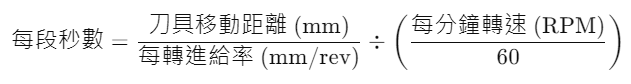 每段秒數 = 刀具移動距離 (mm) / 每轉進給率 (mm/rev) ÷ ( 每分鐘轉速 (RPM) / 60 )